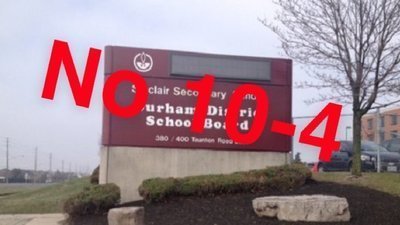 No 10-4
Sinclair Secondary School
Durham District
School Board
380 / 400 Taunton Road